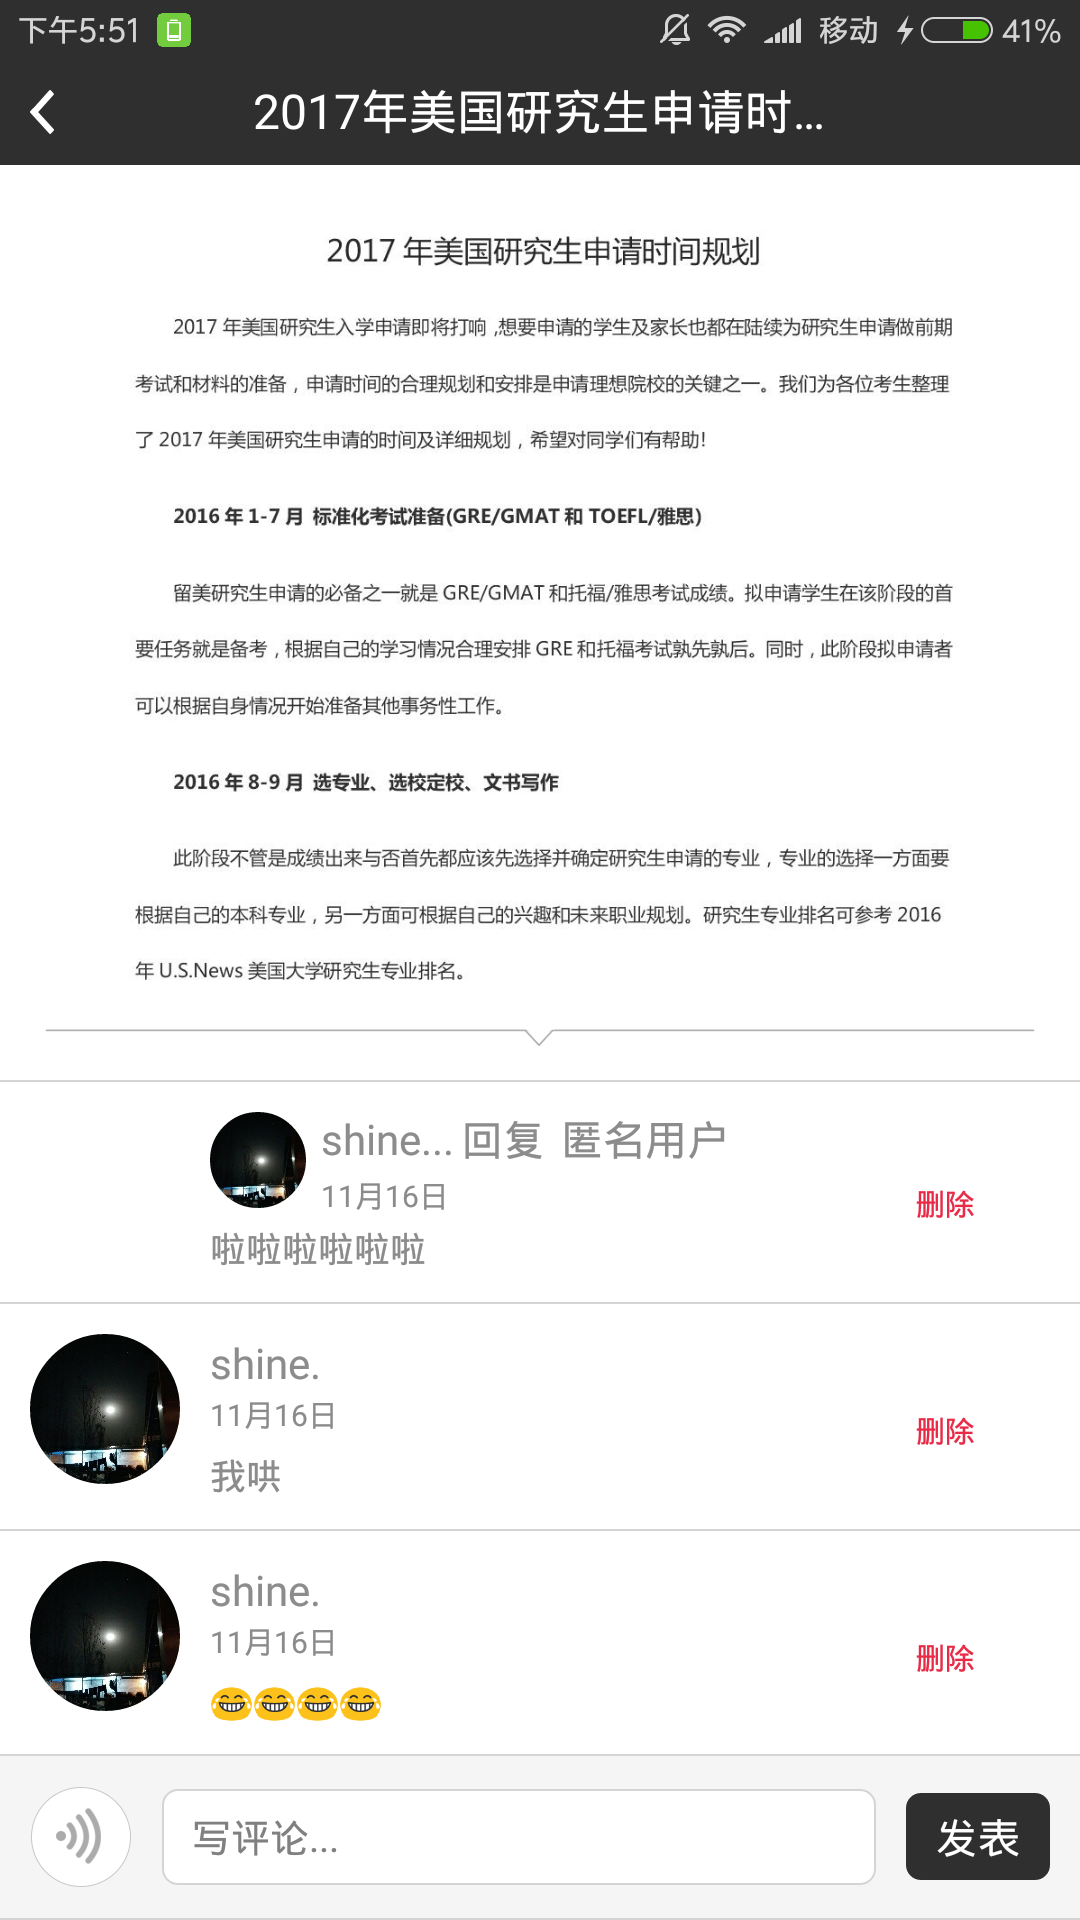 下午5:51 移动 41%
2017年美国研究生申请时...
2017 年美国研究生申请时间规划
2017 年美国研究生入学申请即将打响，想要申请的学生及家长也都在陆续为研究生申请做前期
考试和材料的准备，申请时间的合理规划和安排是申请理想院校的关键之一。我们为各位考生整理
了 2017 年美国研究生申请的时间及详细规划，希望对同学们有帮助!
2016 年 1-7 月 标准化考试准备(GRE/GMAT 和 TOEFL/雅思)
留美研究生申请的必备之一就是 GRE/GMAT 和托福/雅思考试成绩。拟申请学生在该阶段的首
要任务就是备考，根据自己的学习情况合理安排 GRE 和托福考试孰先孰后。同时，此阶段拟申请者
可以根据自身情况开始准备其他事务性工作。
2016 年 8-9 月 选专业、选校定校、文书写作
此阶段不管是成绩出来与否首先都应该先选择并确定研究生申请的专业，专业的选择一方面要
根据自己的本科专业，另一方面可根据自己的兴趣和未来职业规划。研究生专业排名可参考 2016
年 U.S.News 美国大学研究生专业排名。
shine... 回复 匿名用户
11月16日
删除
啦啦啦啦啦啦
shine.
11月16日
删除
我哄
shine.
11月16日
删除
😂😂😂😂
写评论...
发表